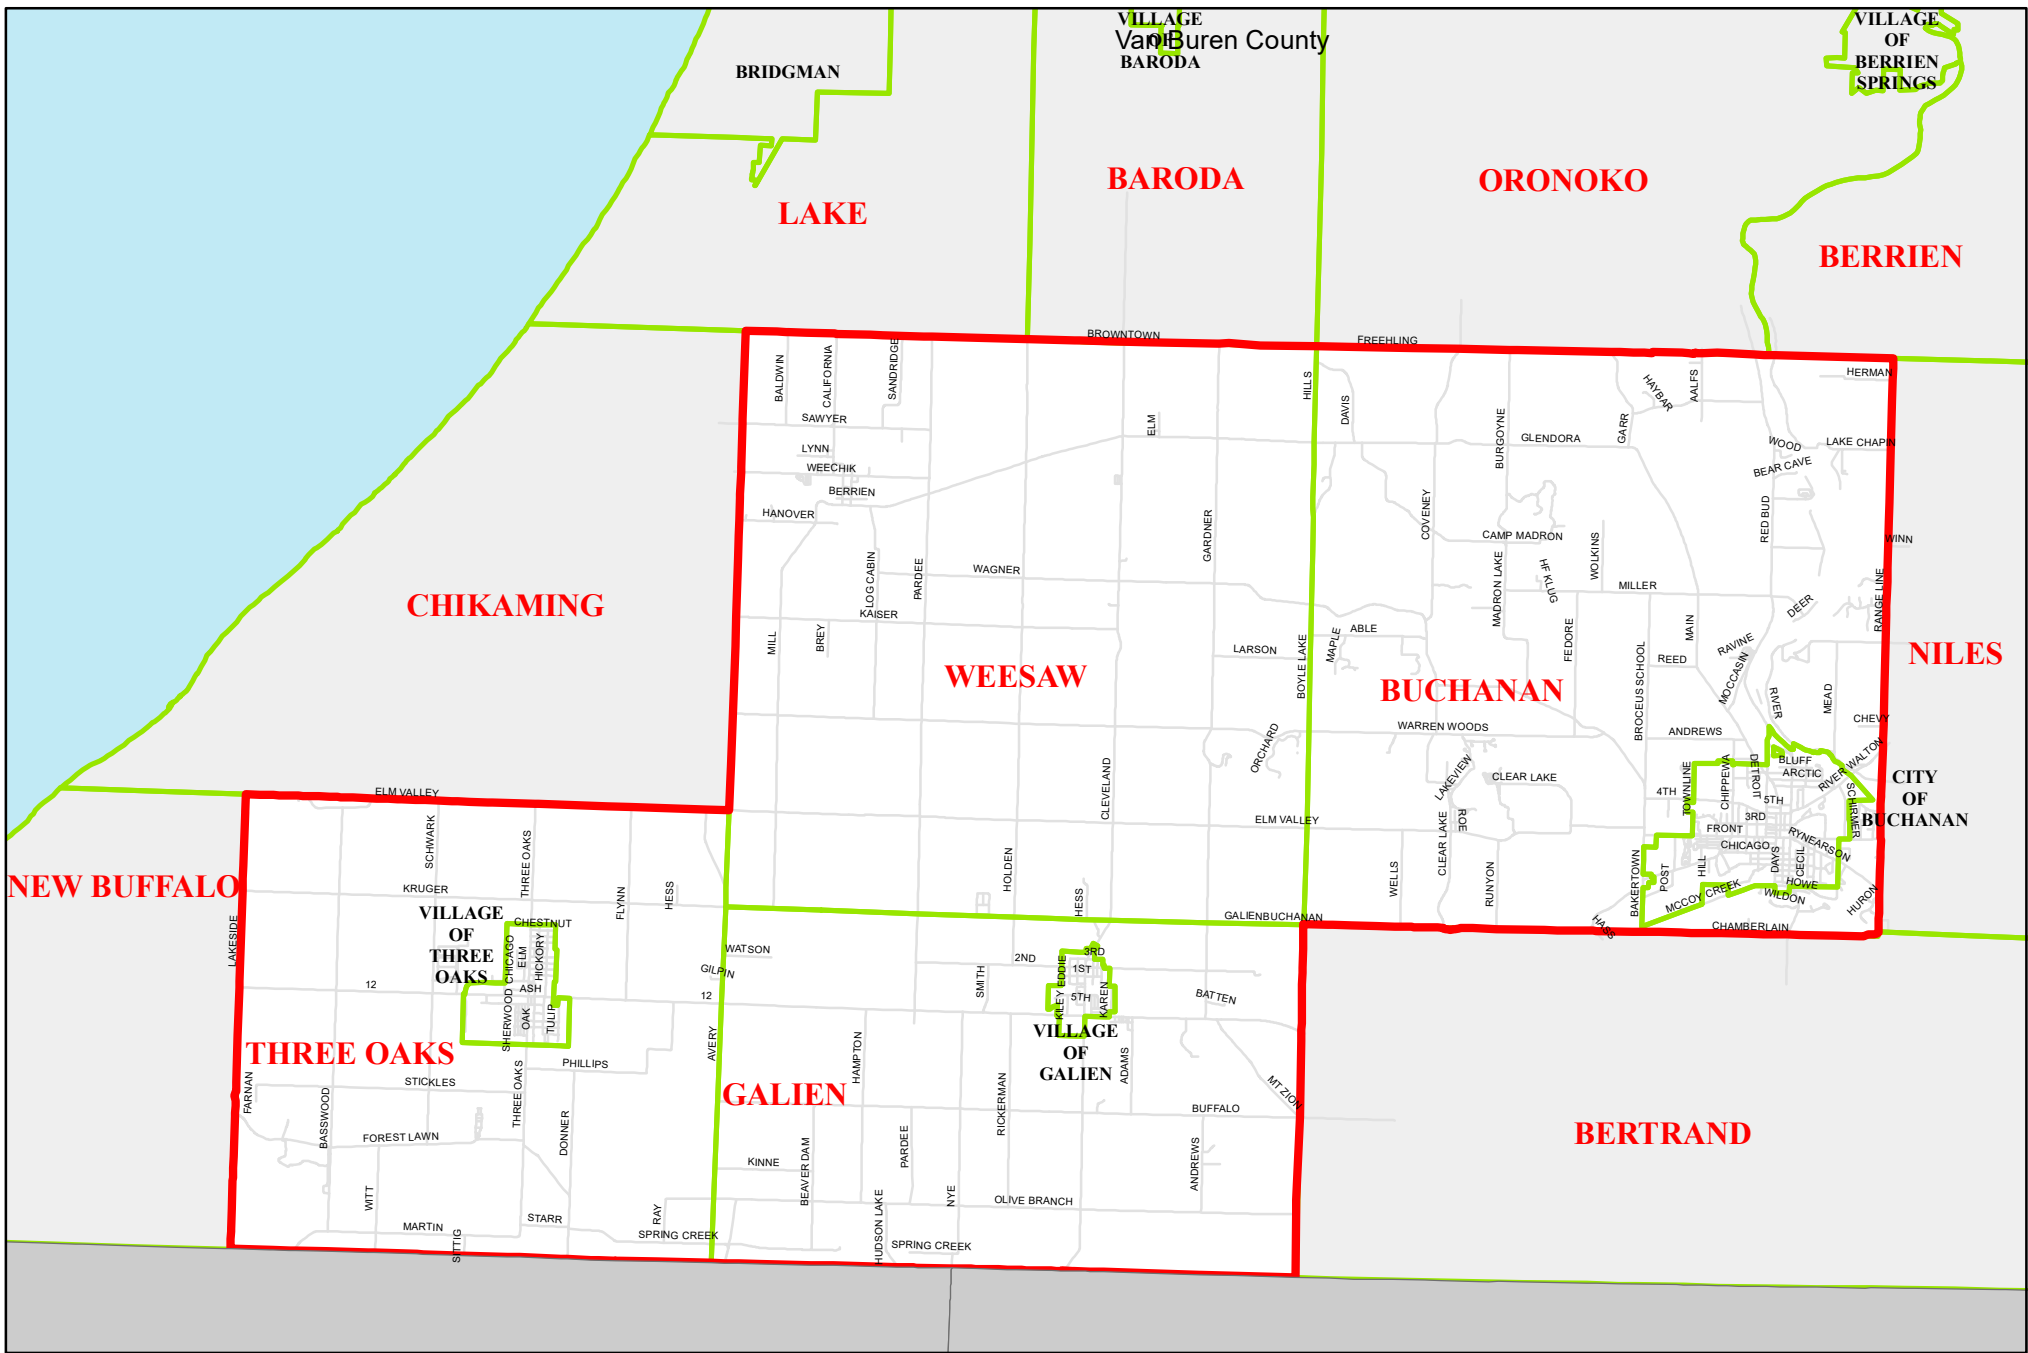 VILLAGE
OF
BARODA
Van Buren County
VILLAGE
OF
BERRIEN
SPRINGS
BRIDGMAN
BARODA
ORONOKO
LAKE
BERRIEN
BROWNTOWN
FREEHLING
BALDWIN
CALIFORNIA
SANDRIDGE
HILLS
DAVIS
HAYBAR
AALFS
HERMAN
SAWYER
ELM
BURGOYNE
GLENDORA
GARR
WOOD
LAKE CHAPIN
LYNN
WEECHIK
BEAR CAVE
BERRIEN
HANOVER
GARDNER
COVENEY
CAMP MADRON
RED BUD
WINN
LOG CABIN
PARDEE
WAGNER
MADRON LAKE
HF KLUG
WOLKINS
MILLER
DEER
RANGE LINE
CHIKAMING
KAISER
MILL
BREY
ABLE
MAPLE
FEDORE
MAIN
LARSON
BOYLE LAKE
BROCEUS SCHOOL
REED
RAVINE
MOCCASIN
NILES
WEESAW
BUCHANAN
RIVER
MEAD
WARREN WOODS
ANDREWS
CHEVY
ORCHARD
LAKEVIEW
CLEAR LAKE
BLUFF
ARCTIC
RIVER WALTON
CITY
OF
BUCHANAN
ELM VALLEY
CLEVELAND
4TH
TOWNLINE
CHIPPEWA
DETROIT
5TH
SCHIRMER
3RD
ELM VALLEY
ROE
FRONT
RYNEARSON
SCHWARK
THREE OAKS
CHICAGO
CLEAR LAKE
DAYS
CECIL
HOLDEN
WELLS
RUNYON
BAKERTOWN
POST
HILL
HOWE
NEW BUFFALO
KRUGER
FLYNN
HESS
HESS
MCCOY CREEK
WILDON
HURON
VILLAGE
OF
THREE
OAKS
CHESTNUT
GALIENBUCHANAN
HASS
CHAMBERLAIN
LAKESIDE
CHICAGO
ELM
HICKORY
WATSON
GILPIN
2ND
3RD
1ST
SMITH
KILEY EDDIE
5TH
KAREN
BATTEN
12
ASH
12
SHERWOOD
OAK
TULIP
VILLAGE
OF
GALIEN
THREE OAKS
AVERY
HAMPTON
ADAMS
PHILLIPS
STICKLES
MT ZION
FARNAN
BASSWOOD
THREE OAKS
DONNER
GALIEN
RICKERMAN
BUFFALO
FOREST LAWN
PARDEE
BERTRAND
KINNE
BEAVER DAM
ANDREWS
WITT
NYE
OLIVE BRANCH
RAY
STARR
MARTIN
SITTIG
SPRING CREEK
HUDSON LAKE
SPRING CREEK